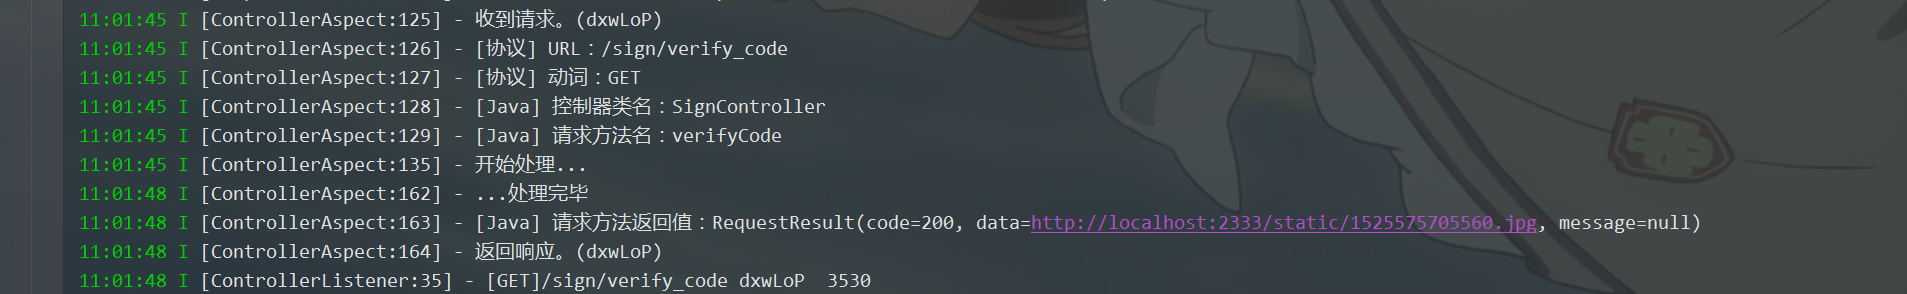 11:01:45 I [ControllerAspect:125] - 收到请求。(dxwLoP)
11:01:45 I [ControllerAspect:126] - [协议] URL：/sign/verify_code
11:01:45 I [ControllerAspect:127] - [协议] 动词：GET
11:01:45 I [ControllerAspect:128] - [Java] 控制器类名：SignController
11:01:45 I [ControllerAspect:129] - [Java] 请求方法名：verifyCode
11:01:45 I [ControllerAspect:135] - 开始处理...
11:01:48 I [ControllerAspect:162] - ...处理完毕
11:01:48 I [ControllerAspect:163] - [Java] 请求方法返回值：RequestResult(code=200, data=http://localhost:2333/static/1525575705560.jpg, message=null)
11:01:48 I [ControllerAspect:164] - 返回响应。(dxwLoP)
11:01:48 I [ControllerListener:35] - [GET]/sign/verify_code dxwLoP  3530